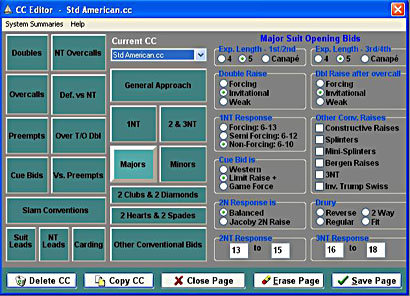 CC Editor - Std American.cc
System Summaries Help
Doubles
NT Overcalls
Overcalls
Def. vs NT
Preempts
Over T/O Dbl
Cue Bids
Vs. Preempts
Slam Conventions
Suit Leads
NT Leads
Carding
Current CC
Std American.cc
General Approach
1NT
2 & 3NT
Majors
Minors
2 Clubs & 2 Diamonds
2 Hearts & 2 Spades
Other Conventional Bids
Major Suit Opening Bids
Exp. Length - 1st/2nd
4 5 Canapé
Exp. Length - 3rd/4th
4 5 Canapé
Double Raise
Forcing
Invitational
Weak
Dbl Raise after overcall
Forcing
Invitational
Weak
1NT Response
Forcing: 6-13
Semi Forcing: 6-12
Non-Forcing: 6-10
Other Conv. Raises
Constructive Raises
Splinters
Mini-Splinters
Bergen Raises
3NT
Inv. Trump Swiss
Cue Bid is
Western
Limit Raise +
Game Force
2N Response is
Balanced
Jacoby 2N Raise
Drury
Reverse 2 Way
Regular Fit
2NT Response
13 to 15
3NT Response
16 to 18
Delete CC
Copy CC
Close Page
Erase Page
Save Page